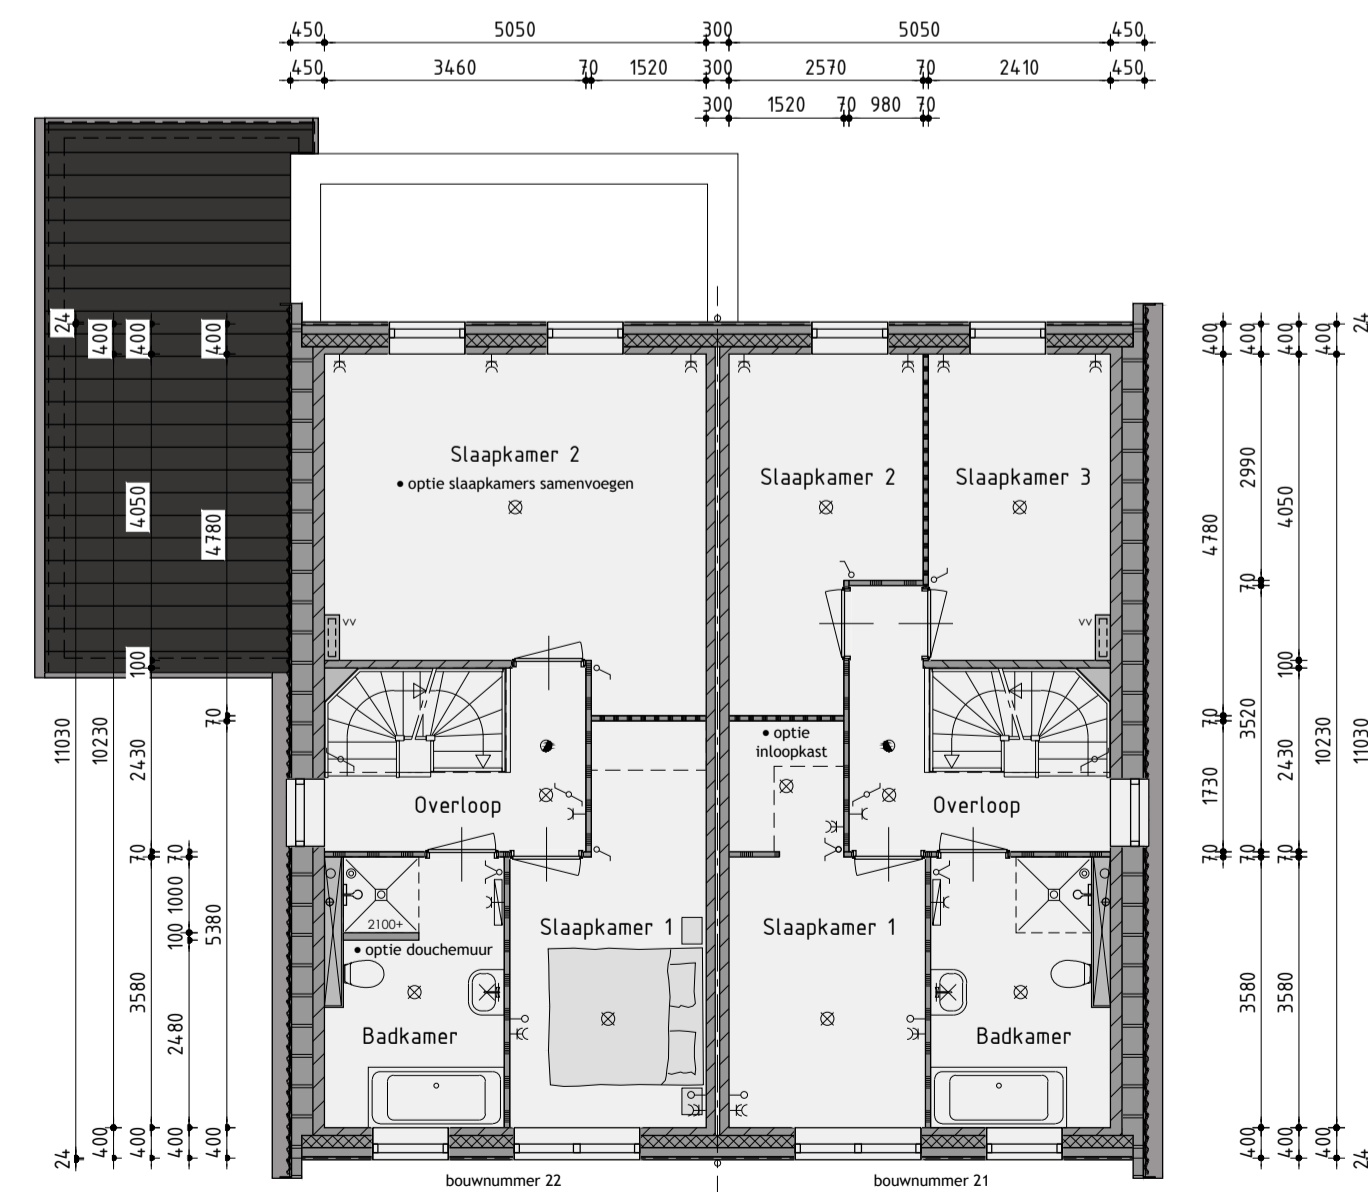 450 5050 300 5050 450
450 3460 70 1520 300 2570 70 2410 450
300 1520 70 980 70
24 400 400 400
400 400 400 400 24
Slaapkamer 2
• optie slaapkamers samenvoegen
Slaapkamer 2
Slaapkamer 3
4050 4780
4780 2990 4050
vv
vv
100
70
70
100
11030 10230 2430 70
70 3520 2430 10230 11030
1730
• optie
inloopkast
Overloop
Overloop
70 70
70 70 70
1000
100
5380
3580
2480
2100+
• optie douchemuur
Slaapkamer 1
Slaapkamer 1
3580 3580
Badkamer
Badkamer
24 400 400 400 400
400 400 400 400 24
bouwnummer 22
bouwnummer 21